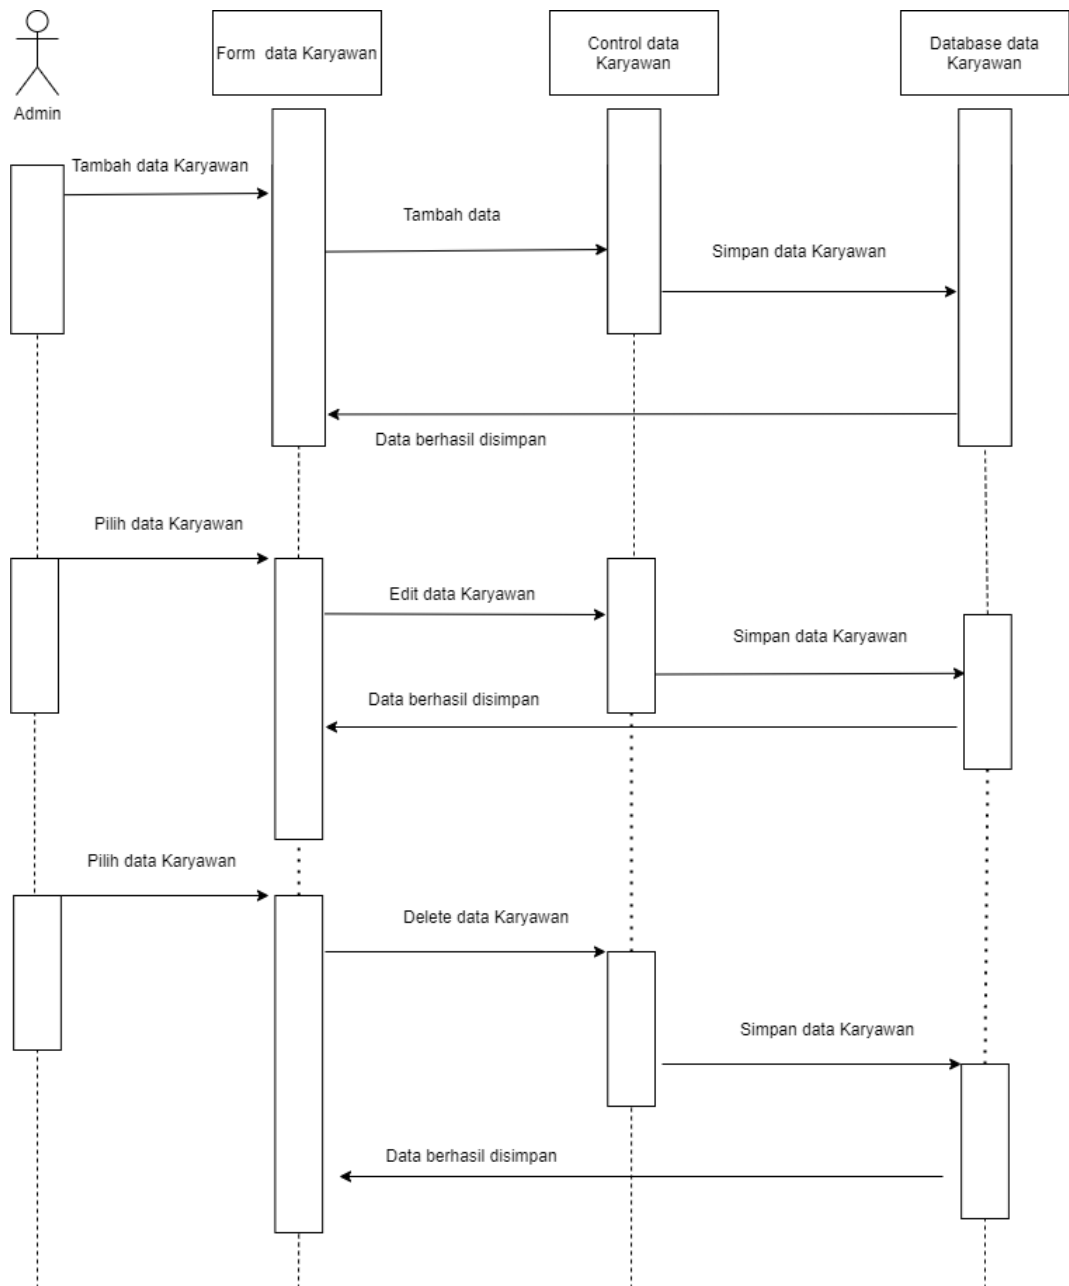 Form  data Karyawan
Control data
Karyawan
Database data
Karyawan
Admin
Tambah data Karyawan
Tambah data
Simpan data Karyawan
Data berhasil disimpan
Pilih data Karyawan
Edit data Karyawan
Simpan data Karyawan
Data berhasil disimpan
Pilih data Karyawan
Delete data Karyawan
Simpan data Karyawan
Data berhasil disimpan